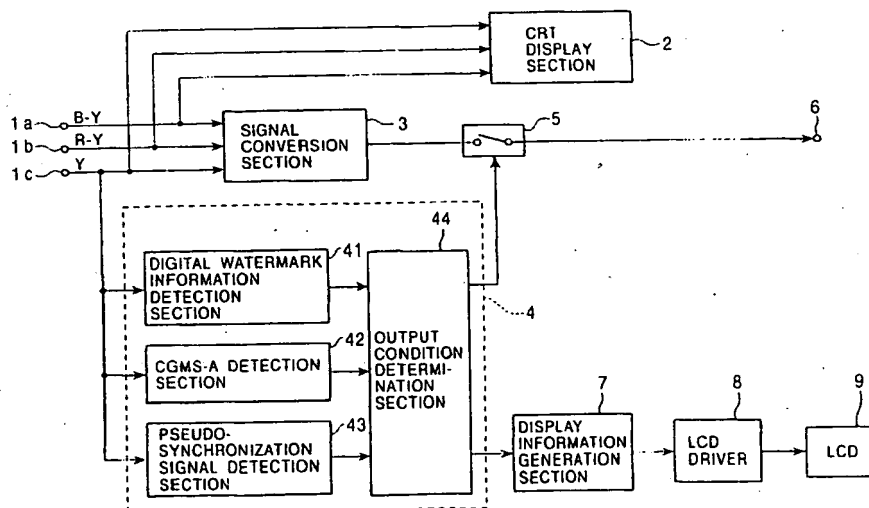 CRT
DISPLAY
SECTION
2
1a
B-Y
1b
R-Y
1c
Y
SIGNAL
CONVERSION
SECTION
3
5
6
44
DIGITAL WATERMARK
INFORMATION
DETECTION
SECTION
41
CGMS-A DETECTION
SECTION
42
PSEUDO-
SYNCHRONIZATION
SIGNAL DETECTION
SECTION
43
OUTPUT
CONDITION
DETERMI-
NATION
SECTION
4
DISPLAY
INFORMATION
GENERATION
SECTION
7
LCD
DRIVER
8
LCD
9